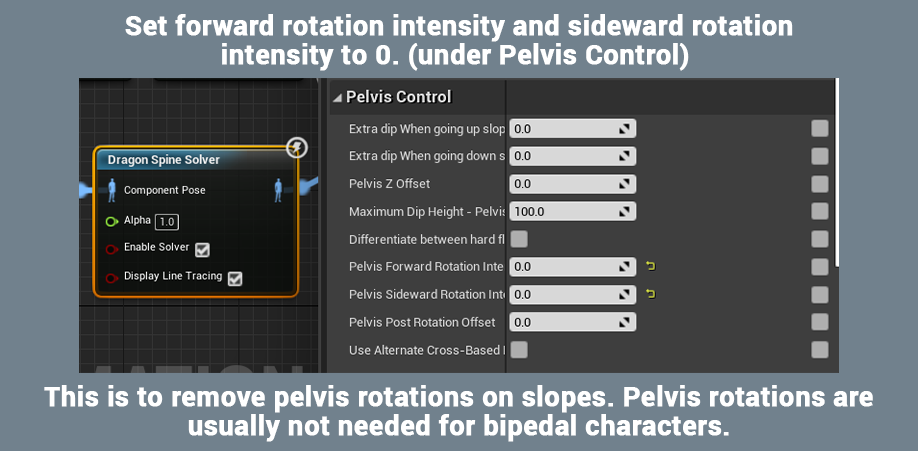 Set forward rotation intensity and sideward rotation
intensity to 0. (under Pelvis Control)
Dragon Spine Solver
Component Pose
Alpha 1.0
Enable Solver
Display Line Tracing
Pelvis Control
Extra dip When going up slop 0.0
Extra dip When going down s 0.0
Pelvis Z Offset 0.0
Maximum Dip Height - Pelvis 100.0
Differentiate between hard fl
Pelvis Forward Rotation Inte 0.0
Pelvis Sideward Rotation Int 0.0
Pelvis Post Rotation Offset 0.0
Use Alternate Cross-Based
This is to remove pelvis rotations on slopes. Pelvis rotations are
usually not needed for bipedal characters.